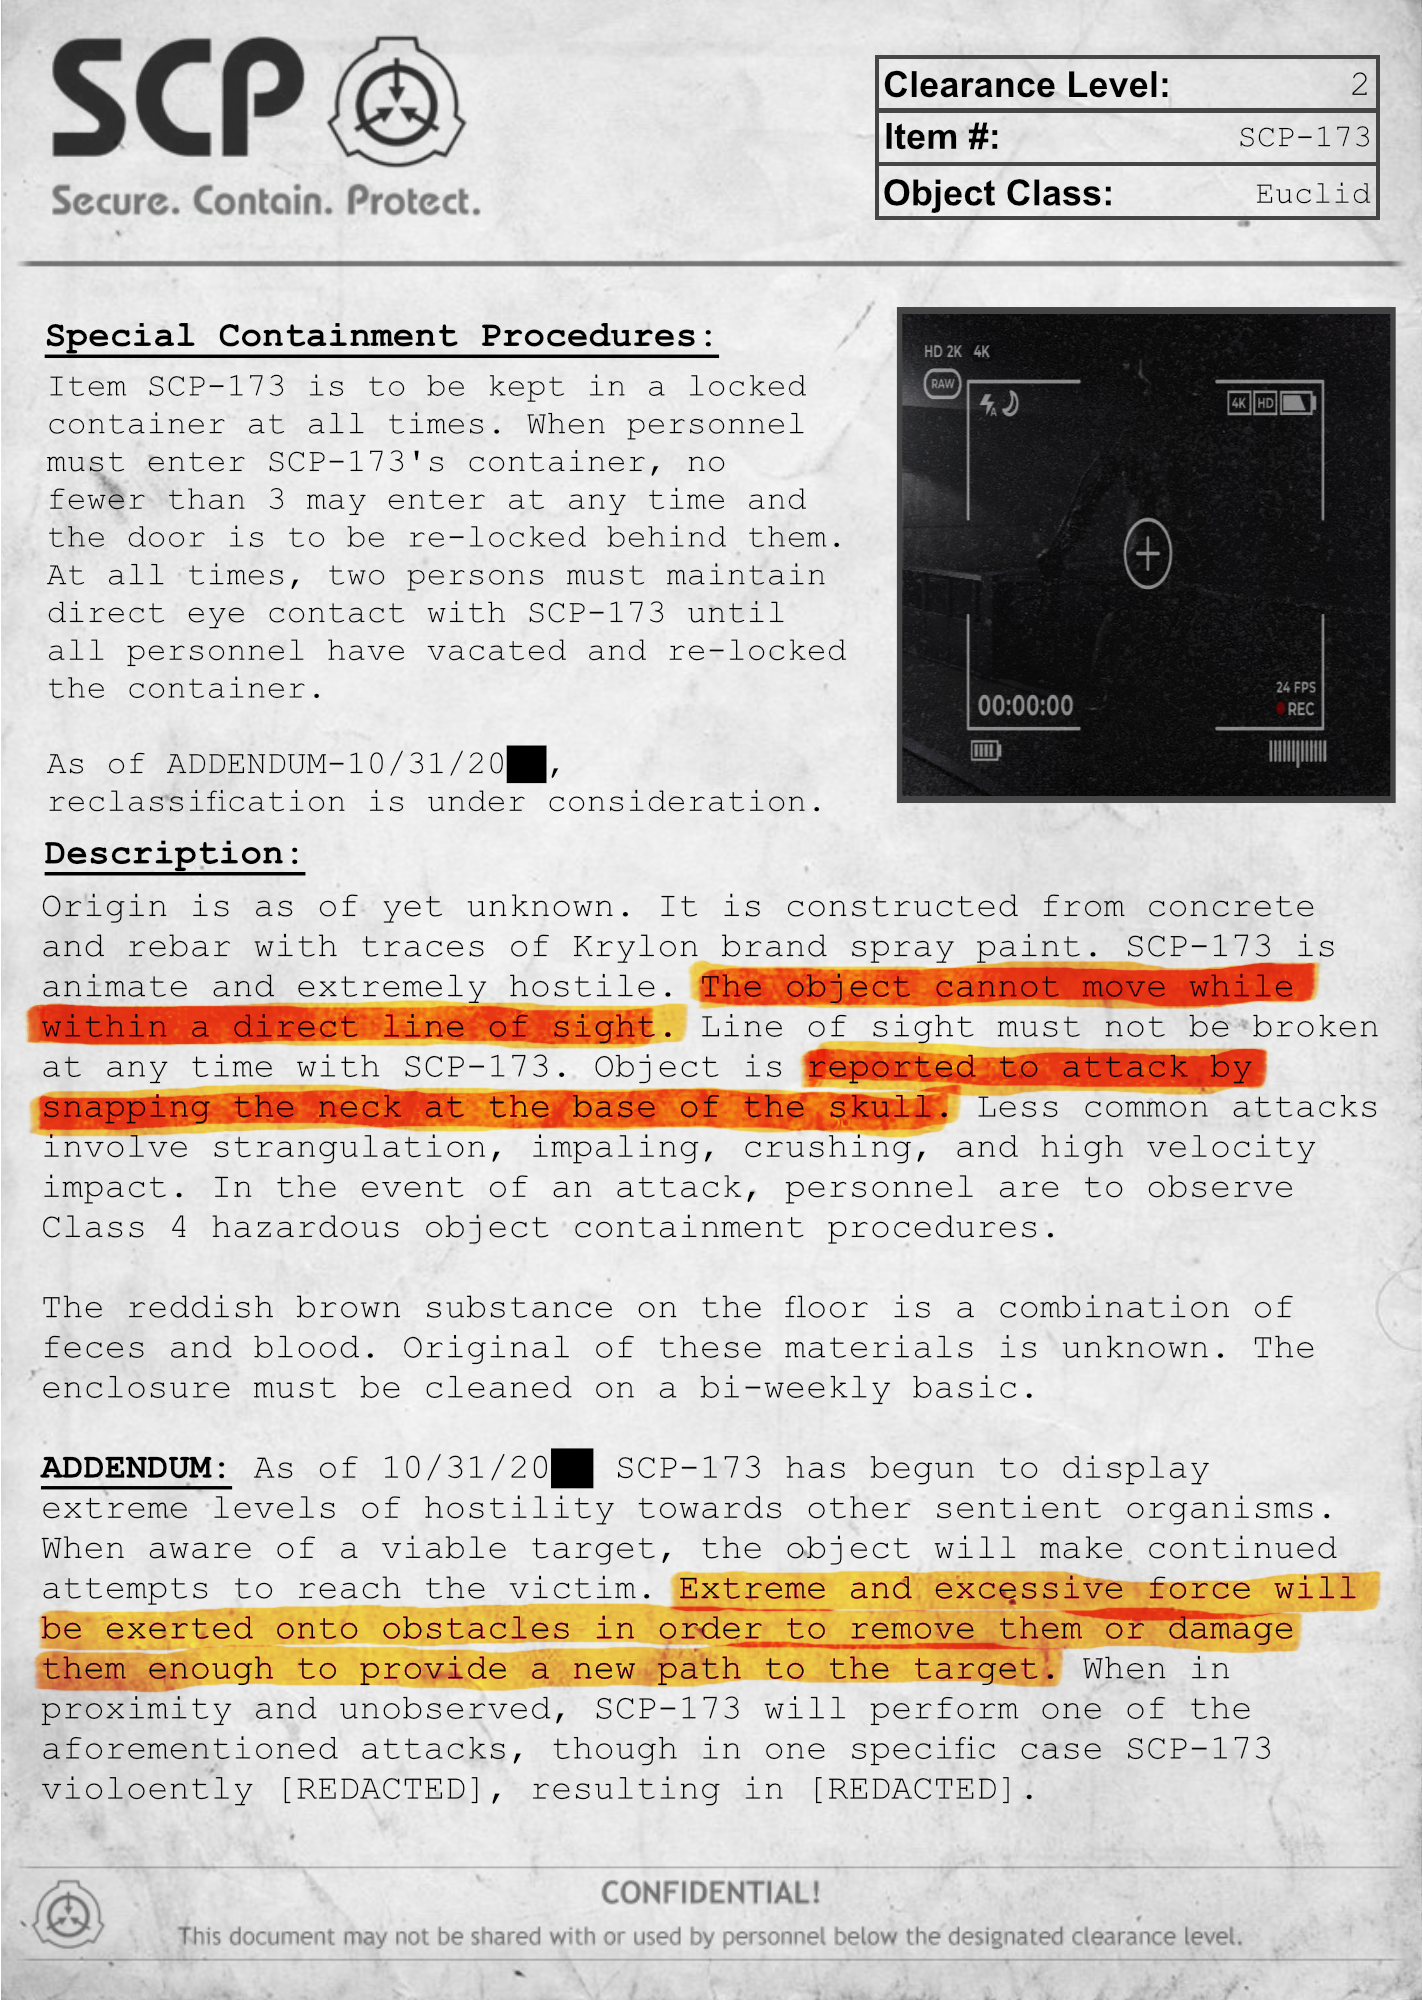 SCP
Secure. Contain. Protect.
Clearance Level: 2
Item #: SCP-173
Object Class: Euclid
Special Containment Procedures:
Item SCP-173 is to be kept in a locked
container at all times. When personnel
must enter SCP-173's container, no
fewer than 3 may enter at any time and
the door is to be re-locked behind them.
At all times, two persons must maintain
direct eye contact with SCP-173 until
all personnel have vacated and re-locked
the container.
As of ADDENDUM-10/31/20██,
reclassification is under consideration.
HD 2K 4K
RAW
A
4K HD
00:00:00
24 FPS
REC
Description:
Origin is as of yet unknown. It is constructed from concrete
and rebar with traces of Krylon brand spray paint. SCP-173 is
animate and extremely hostile. The object cannot move while
within a direct line of sight. Line of sight must not be broken
at any time with SCP-173. Object is reported to attack by
snapping the neck at the base of the skull. Less common attacks
involve strangulation, impaling, crushing, and high velocity
impact. In the event of an attack, personnel are to observe
Class 4 hazardous object containment procedures.
The reddish brown substance on the floor is a combination of
feces and blood. Original of these materials is unknown. The
enclosure must be cleaned on a bi-weekly basic.
ADDENDUM: As of 10/31/20██ SCP-173 has begun to display
extreme levels of hostility towards other sentient organisms.
When aware of a viable target, the object will make continued
attempts to reach the victim. Extreme and excessive force will
be exerted onto obstacles in order to remove them or damage
them enough to provide a new path to the target. When in
proximity and unobserved, SCP-173 will perform one of the
aforementioned attacks, though in one specific case SCP-173
violoently [REDACTED], resulting in [REDACTED].
CONFIDENTIAL!
This document may not be shared with or used by personnel below the designated clearance level.